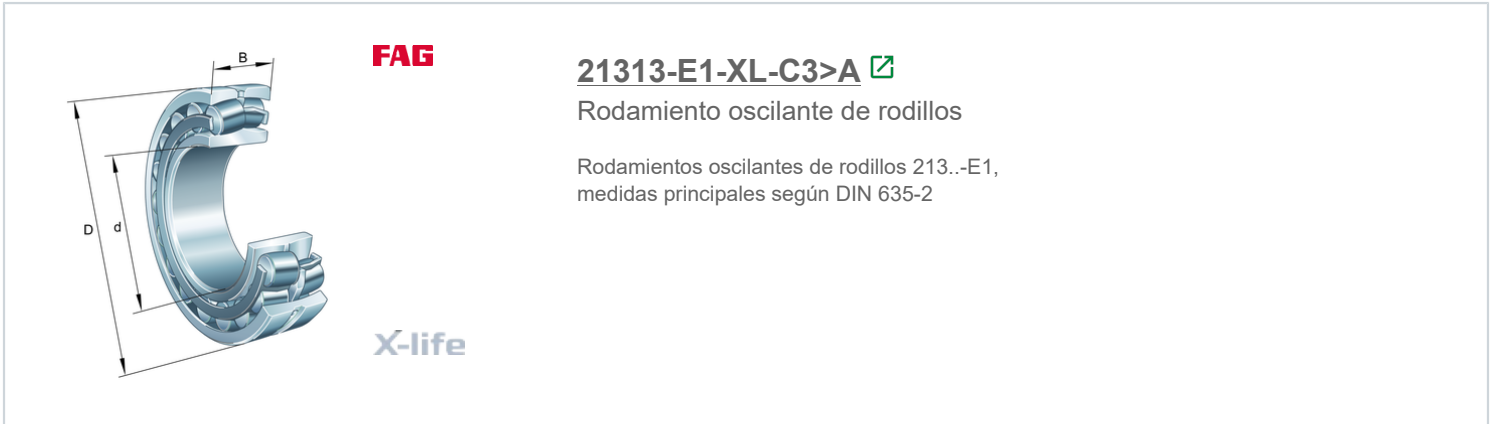 B
FAG
21313-E1-XL-C3>A
Rodamiento oscilante de rodillos
Rodamientos oscilantes de rodillos 213..-E1,
medidas principales según DIN 635-2
D
d
X-life